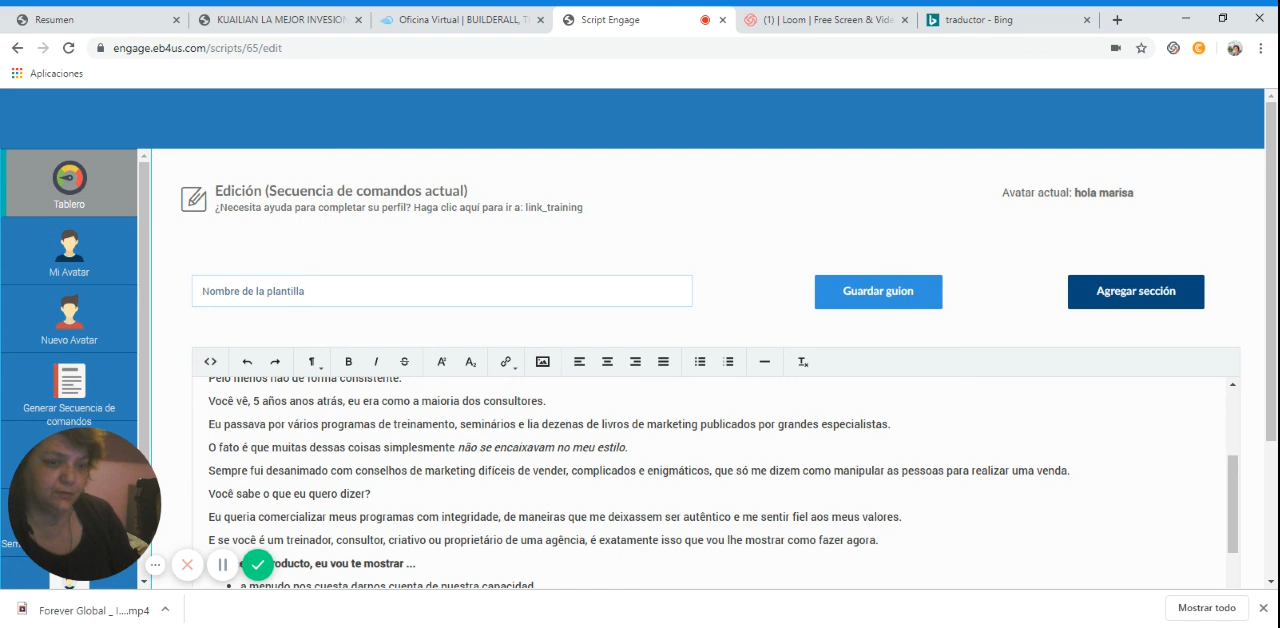 Resumen
KUAILIAN LA MEJOR INVESION
Oficina Virtual | BUILDERALL, T
Script Engage
(1) | Loom | Free Screen & Vide
traductor - Bing
engage.eb4us.com/scripts/65/edit
Aplicaciones
Tablero
Mi Avatar
Nuevo Avatar
Generar Secuencia de
comandos
Sem
Edición (Secuencia de comandos actual)
¿Necesita ayuda para completar su perfil? Haga clic aquí para ir a: link_training
Avatar actual: hola marisa
Nombre de la plantilla
Guardar guion
Agregar sección
Pelo menos não de forma consistente.
Você vê, 5 años anos atrás, eu era como a maioria dos consultores.
Eu passava por vários programas de treinamento, seminários e lia dezenas de livros de marketing publicados por grandes especialistas.
O fato é que muitas dessas coisas simplesmente não se encaixavam no meu estilo.
Sempre fui desanimado com conselhos de marketing difíceis de vender, complicados e enigmáticos, que só me dizem como manipular as pessoas para realizar uma venda.
Você sabe o que eu quero dizer?
Eu queria comercializar meus programas com integridade, de maneiras que me deixassem ser autêntico e me sentir fiel aos meus valores.
E se você é um treinador, consultor, criativo ou proprietário de uma agência, é exatamente isso que vou lhe mostrar como fazer agora.
oducto, eu vou te mostrar ...
a menudo nos cuesta darnos cuenta de nuestra capacidad
Forever Global _ I....mp4
Mostrar todo